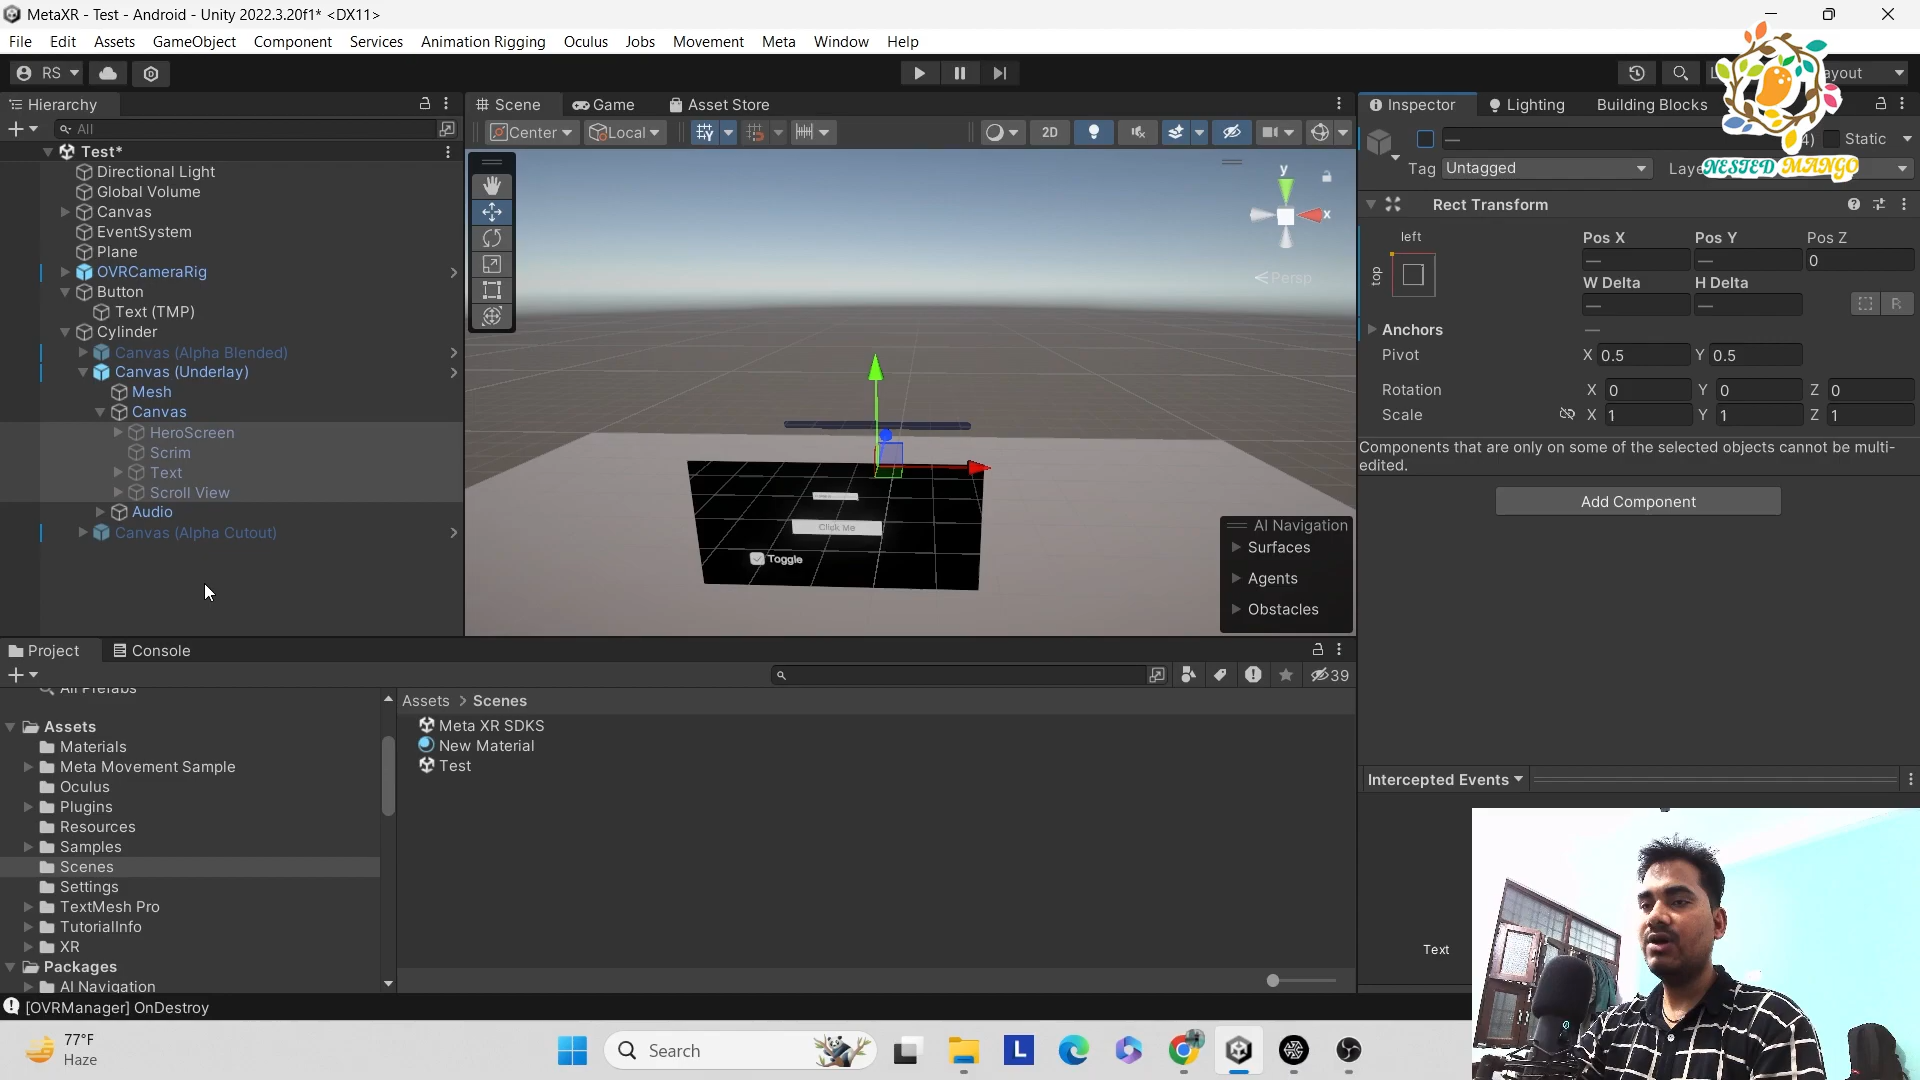 MetaXR - Test - Android - Unity 2022.3.20f1* <DX11>
File Edit Assets GameObject Component Services Animation Rigging Oculus Jobs Movement Meta Window Help
RS
ayout
Hierarchy
Scene Game Asset Store
Inspector Lighting Building Blocks
All
Center Local 2D
4) Static
Tag Untagged
NESTED MANGO
Test*
Directional Light
Global Volume
Canvas
EventSystem
Plane
OVRCameraRig
Button
Text (TMP)
Cylinder
Canvas (Alpha Blended)
Canvas (Underlay)
Mesh
Canvas
HeroScreen
Scrim
Text
Scroll View
Audio
Canvas (Alpha Cutout)
y
x
Persp
Click Me
Toggle
AI Navigation
Surfaces
Agents
Obstacles
Rect Transform
left
top
Pos X Pos Y Pos Z
— — 0
W Delta H Delta
— — R
Anchors —
Pivot X 0.5 Y 0.5
Rotation X 0 Y 0 Z 0
Scale X 1 Y 1 Z 1
Components that are only on some of the selected objects cannot be multi-
edited.
Add Component
Intercepted Events
Text
Project Console
39
All Prefabs
Assets
Materials
Meta Movement Sample
Oculus
Plugins
Resources
Samples
Scenes
Settings
TextMesh Pro
TutorialInfo
XR
Packages
AI Navigation
Assets > Scenes
Meta XR SDKS
New Material
Test
[OVRManager] OnDestroy
77°F
Haze
Search
L